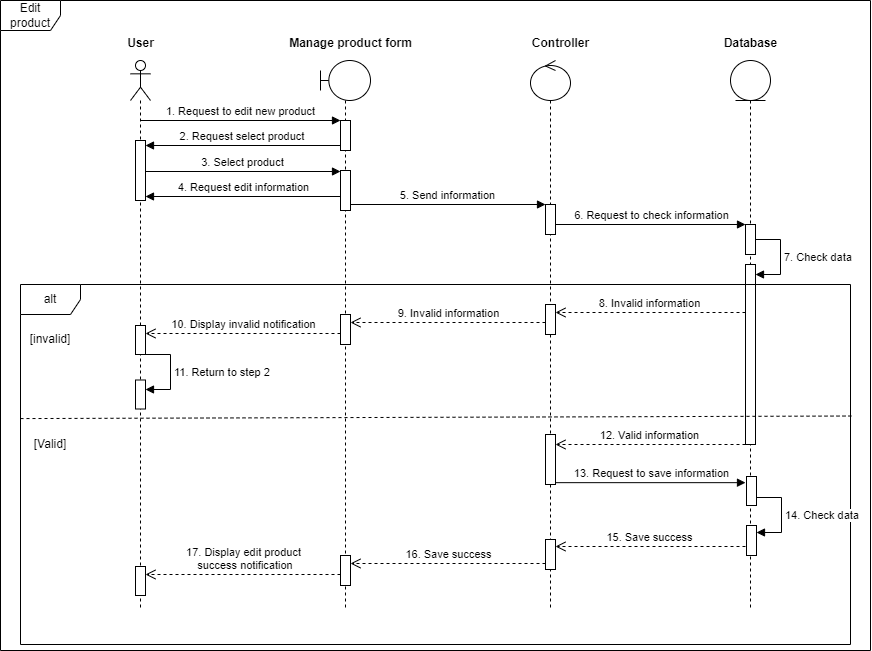 Edit
product
User
Manage product form
Controller
Database
1. Request to edit new product
2. Request select product
3. Select product
4. Request edit information
5. Send information
6. Request to check information
7. Check data
alt
8. Invalid information
9. Invalid information
10. Display invalid notification
[invalid]
11. Return to step 2
12. Valid information
[Valid]
13. Request to save information
14. Check data
15. Save success
16. Save success
17. Display edit product
success notification